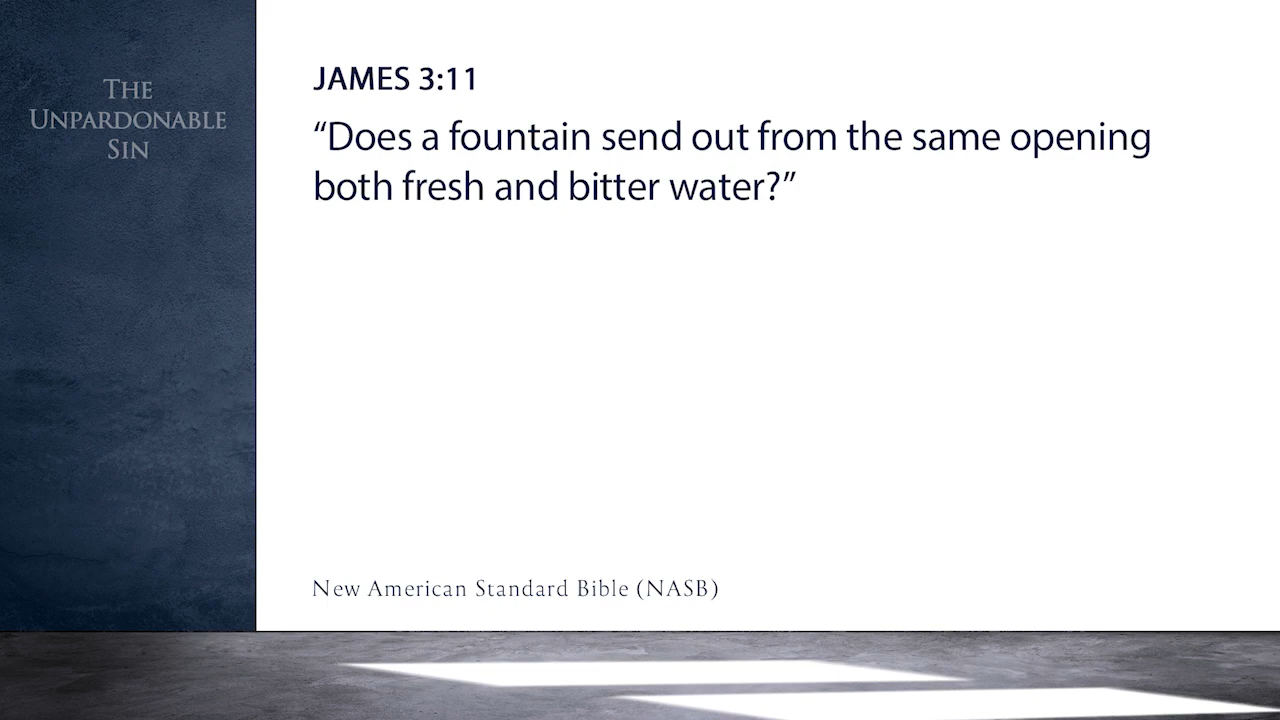 The
Unpardonable
Sin
JAMES 3:11
“Does a fountain send out from the same opening
both fresh and bitter water?”
New American Standard Bible (NASB)